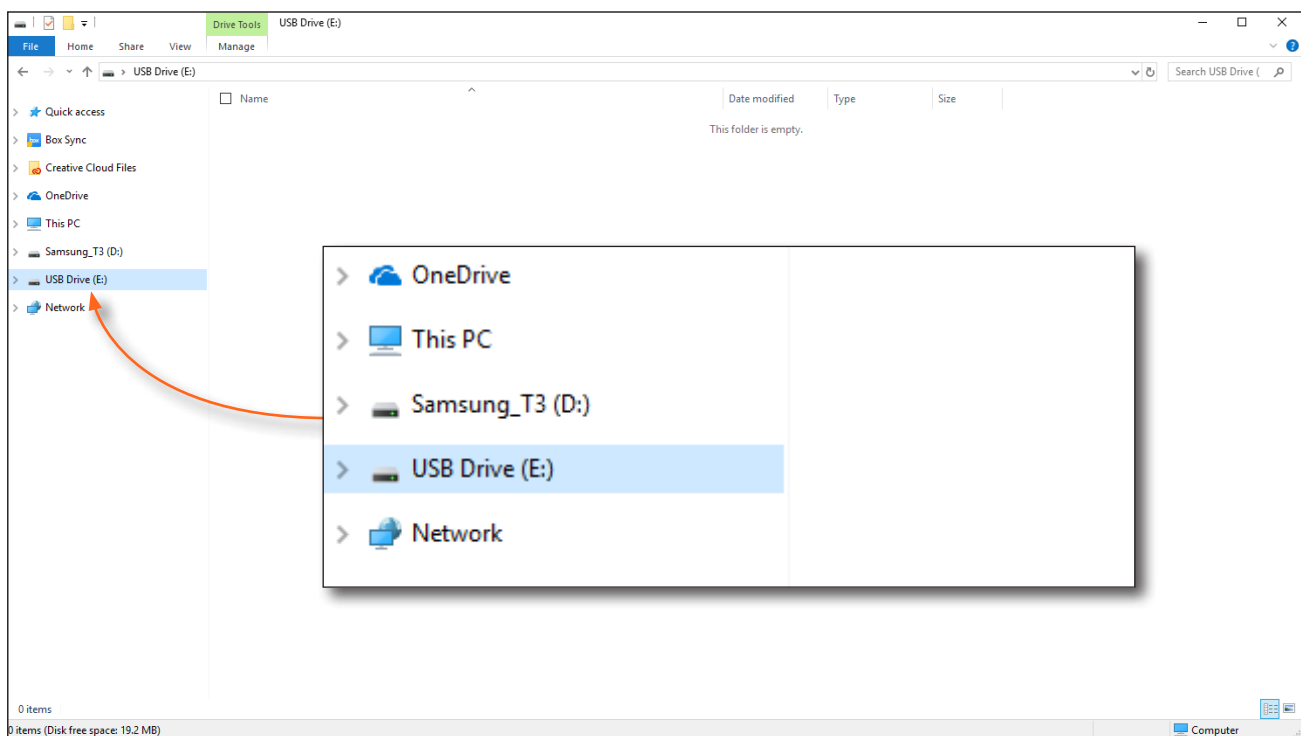 Drive Tools USB Drive (E:)
File Home Share View Manage
USB Drive (E:) Search USB Drive (
Name Date modified Type Size
This folder is empty.
Quick access
box Box Sync
Creative Cloud Files
OneDrive
This PC
Samsung_T3 (D:)
USB Drive (E:)
Network
OneDrive
This PC
Samsung_T3 (D:)
USB Drive (E:)
Network
0 items
0 items (Disk free space: 19.2 MB) Computer